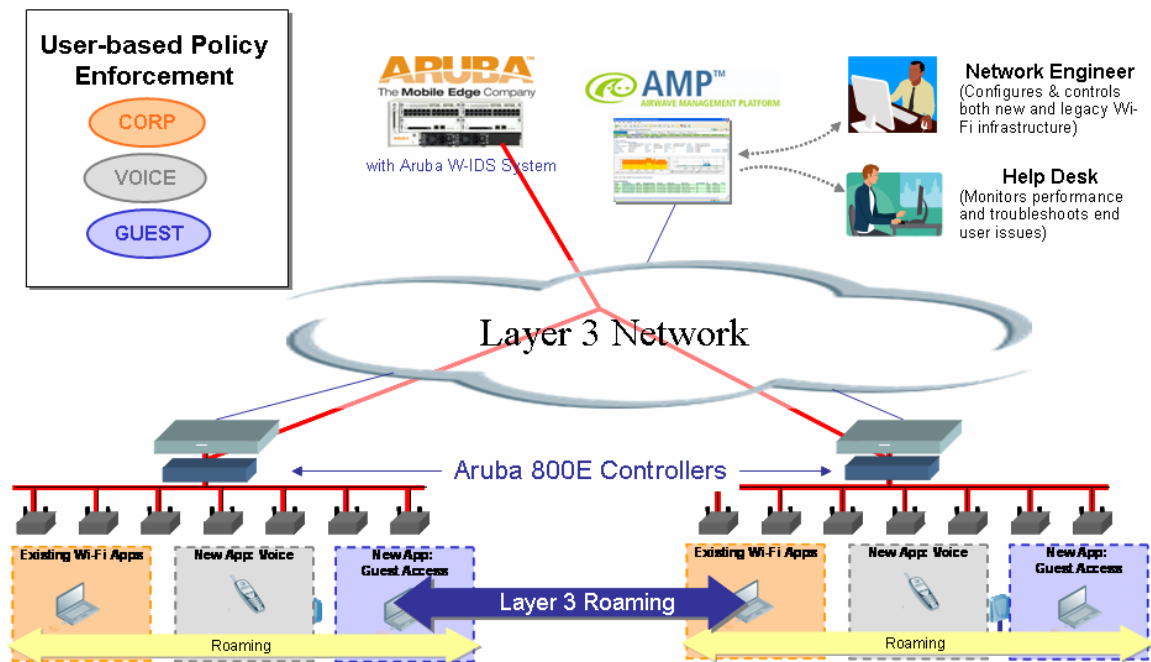 User-based Policy
Enforcement
CORP
VOICE
GUEST
ARUBA
The Mobile Edge Company
with Aruba W-IDS System
AMP™
AIRWAVE MANAGEMENT PLATFORM
Network Engineer
(Configures & controls
both new and legacy Wi-
Fi infrastructure)
Help Desk
(Monitors performance
and troubleshoots end
user issues)
Layer 3 Network
Aruba 800E Controllers
Existing Wi-Fi Apps
New App: Voice
New App:
Guest Access
Existing Wi-Fi Apps
New App: Voice
New App:
Guest Access
Layer 3 Roaming
Roaming
Roaming